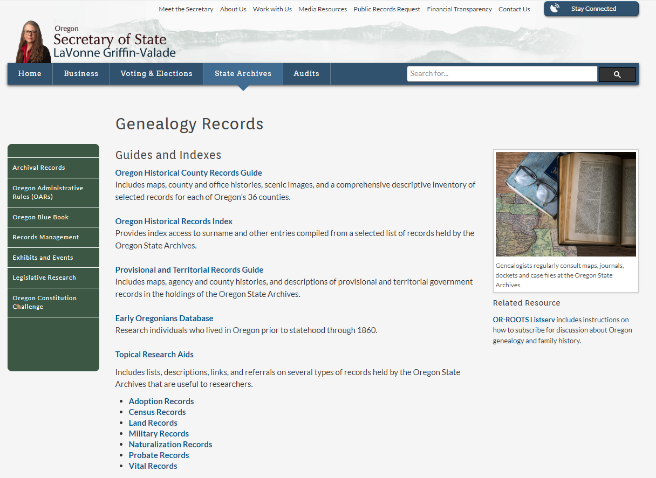 Meet the Secretary About Us Work with Us Media Resources Public Records Request Financial Transparency Contact Us Stay Connected
Oregon
Secretary of State
LaVonne Griffin-Valade
Home Business Voting & Elections State Archives Audits Search for...
Genealogy Records
Archival Records
Oregon Administrative
Rules (OARs)
Oregon Blue Book
Records Management
Exhibits and Events
Legislative Research
Oregon Constitution
Challenge
Guides and Indexes
Oregon Historical County Records Guide
Includes maps, county and office histories, scenic images, and a comprehensive descriptive inventory of
selected records for each of Oregon's 36 counties.
Oregon Historical Records Index
Provides index access to surname and other entries compiled from a selected list of records held by the
Oregon State Archives.
Provisional and Territorial Records Guide
Includes maps, agency and county histories, and descriptions of provisional and territorial government
records in the holdings of the Oregon State Archives.
Early Oregonians Database
Research individuals who lived in Oregon prior to statehood through 1860.
Topical Research Aids
Includes lists, descriptions, links, and referrals on several types of records held by the Oregon State
Archives that are useful to researchers.
• Adoption Records
• Census Records
• Land Records
• Military Records
• Naturalization Records
• Probate Records
• Vital Records
Genealogists regularly consult maps, journals,
dockets and case files at the Oregon State
Archives
Related Resource
OR-ROOTS Listserv includes instructions on
how to subscribe for discussion about Oregon
genealogy and family history.